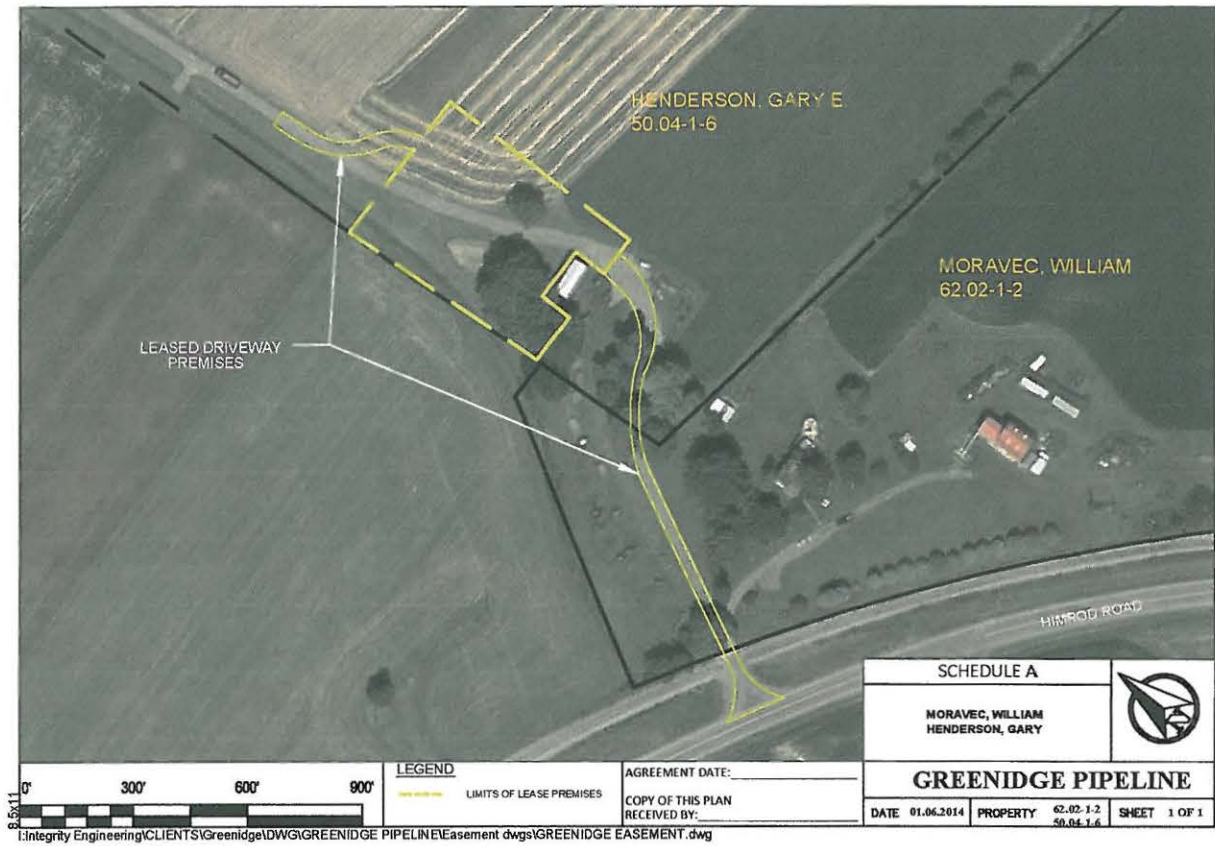 HENDERSON, GARY E.
50.04-1-6
MORAVEC, WILLIAM
62.02-1-2
LEASED DRIVEWAY
PREMISES
HIMROD ROAD
SCHEDULE A
MORAVEC, WILLIAM
HENDERSON, GARY
8.5x11
0' 300' 600' 900'
LEGEND
LIMITS OF LEASE PREMISES
AGREEMENT DATE:
COPY OF THIS PLAN
RECEIVED BY:
GREENIDGE PIPELINE
DATE 01.06.2014 PROPERTY 62.02-1-2 50.04-1-6 SHEET 1 OF 1
I:Integrity Engineering\CLIENTS\Greenidge\DWG\GREENIDGE PIPELINE\Easement dwgs\GREENIDGE EASEMENT.dwg